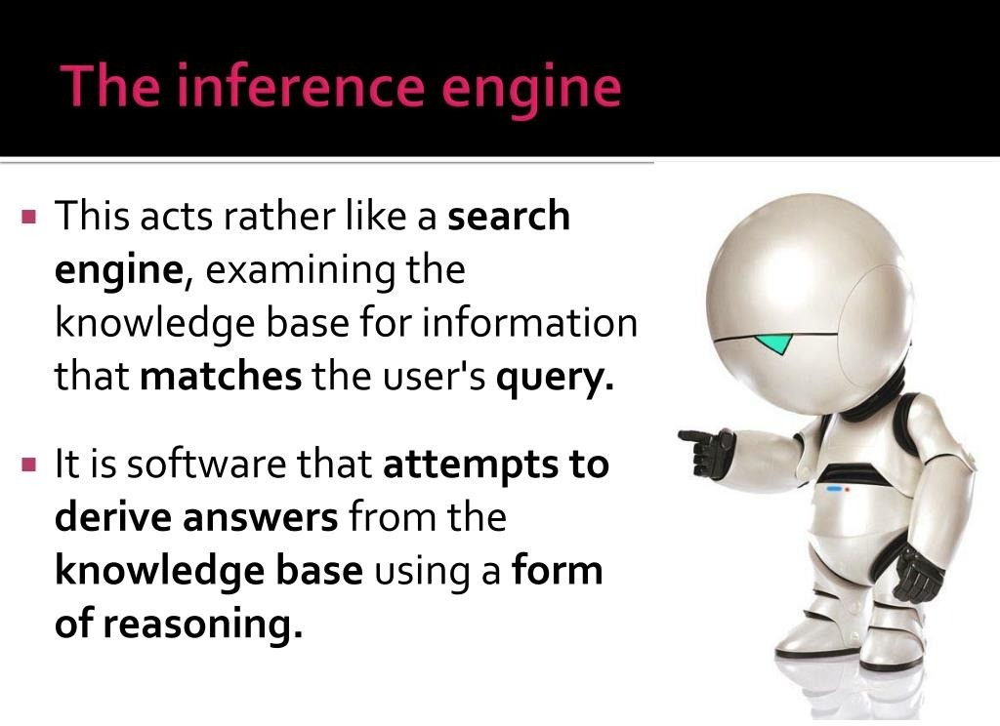 The inference engine
This acts rather like a search
engine, examining the
knowledge base for information
that matches the user's query.
It is software that attempts to
derive answers from the
knowledge base using a form
of reasoning.